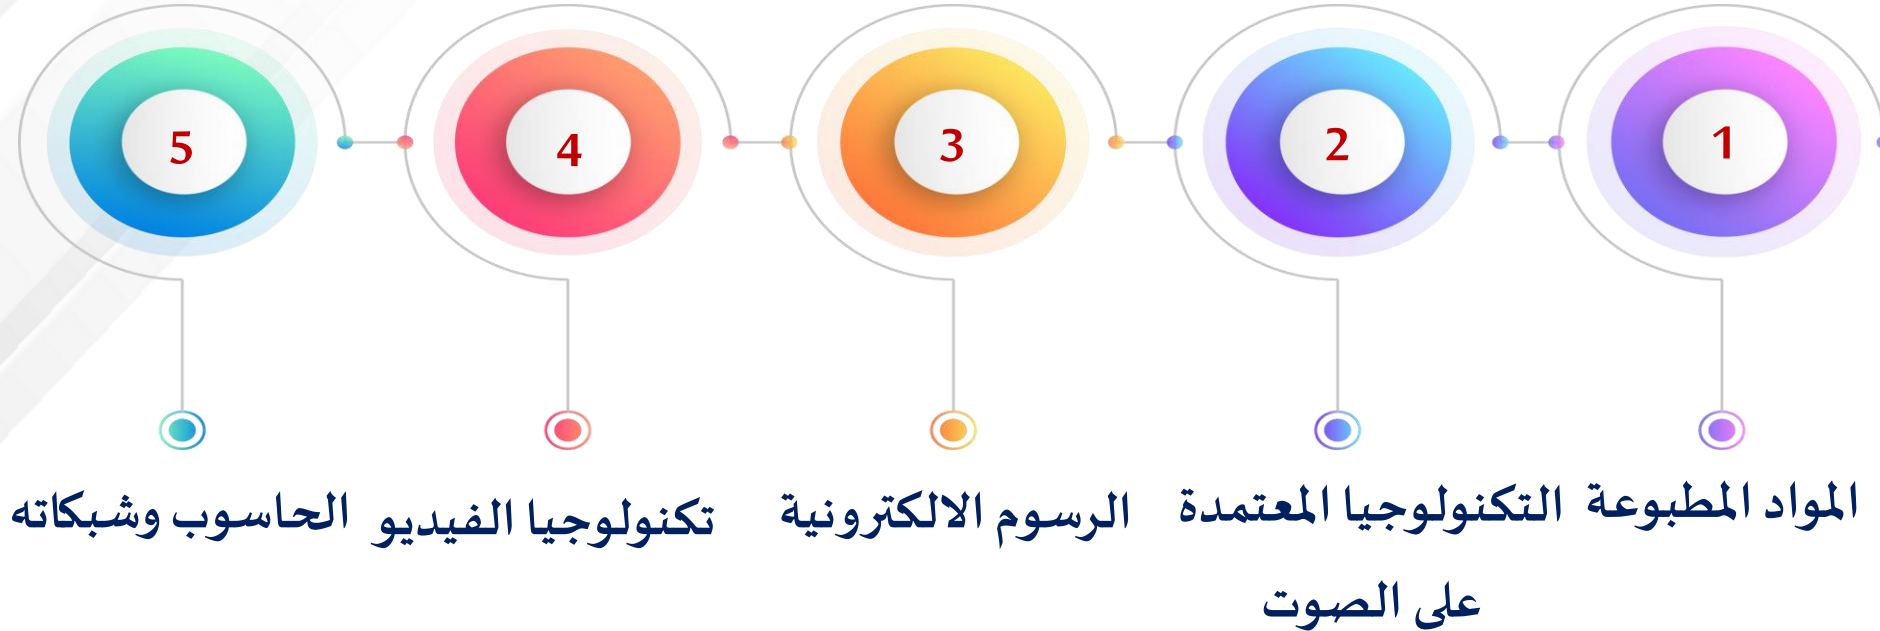 1
2
3
4
5
المواد المطبوعة
التكنولوجيا المعتمدة
على الصوت
الرسوم الالكترونية
تكنولوجيا الفيديو
الحاسوب وشبكاته